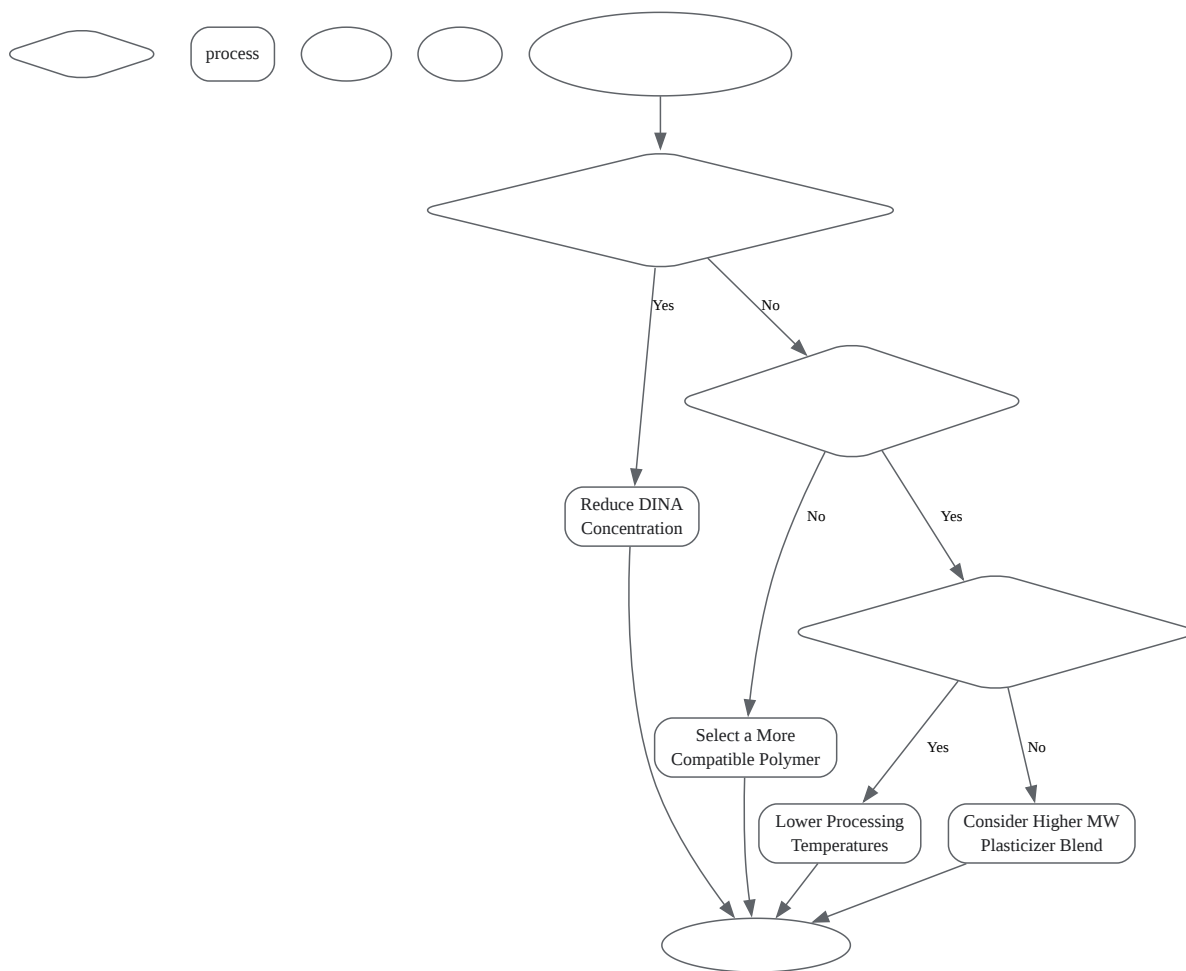 process
Yes
No
Reduce DINA
Concentration
No
Yes
Select a More
Compatible Polymer
Yes
No
Lower Processing
Temperatures
Consider Higher MW
Plasticizer Blend